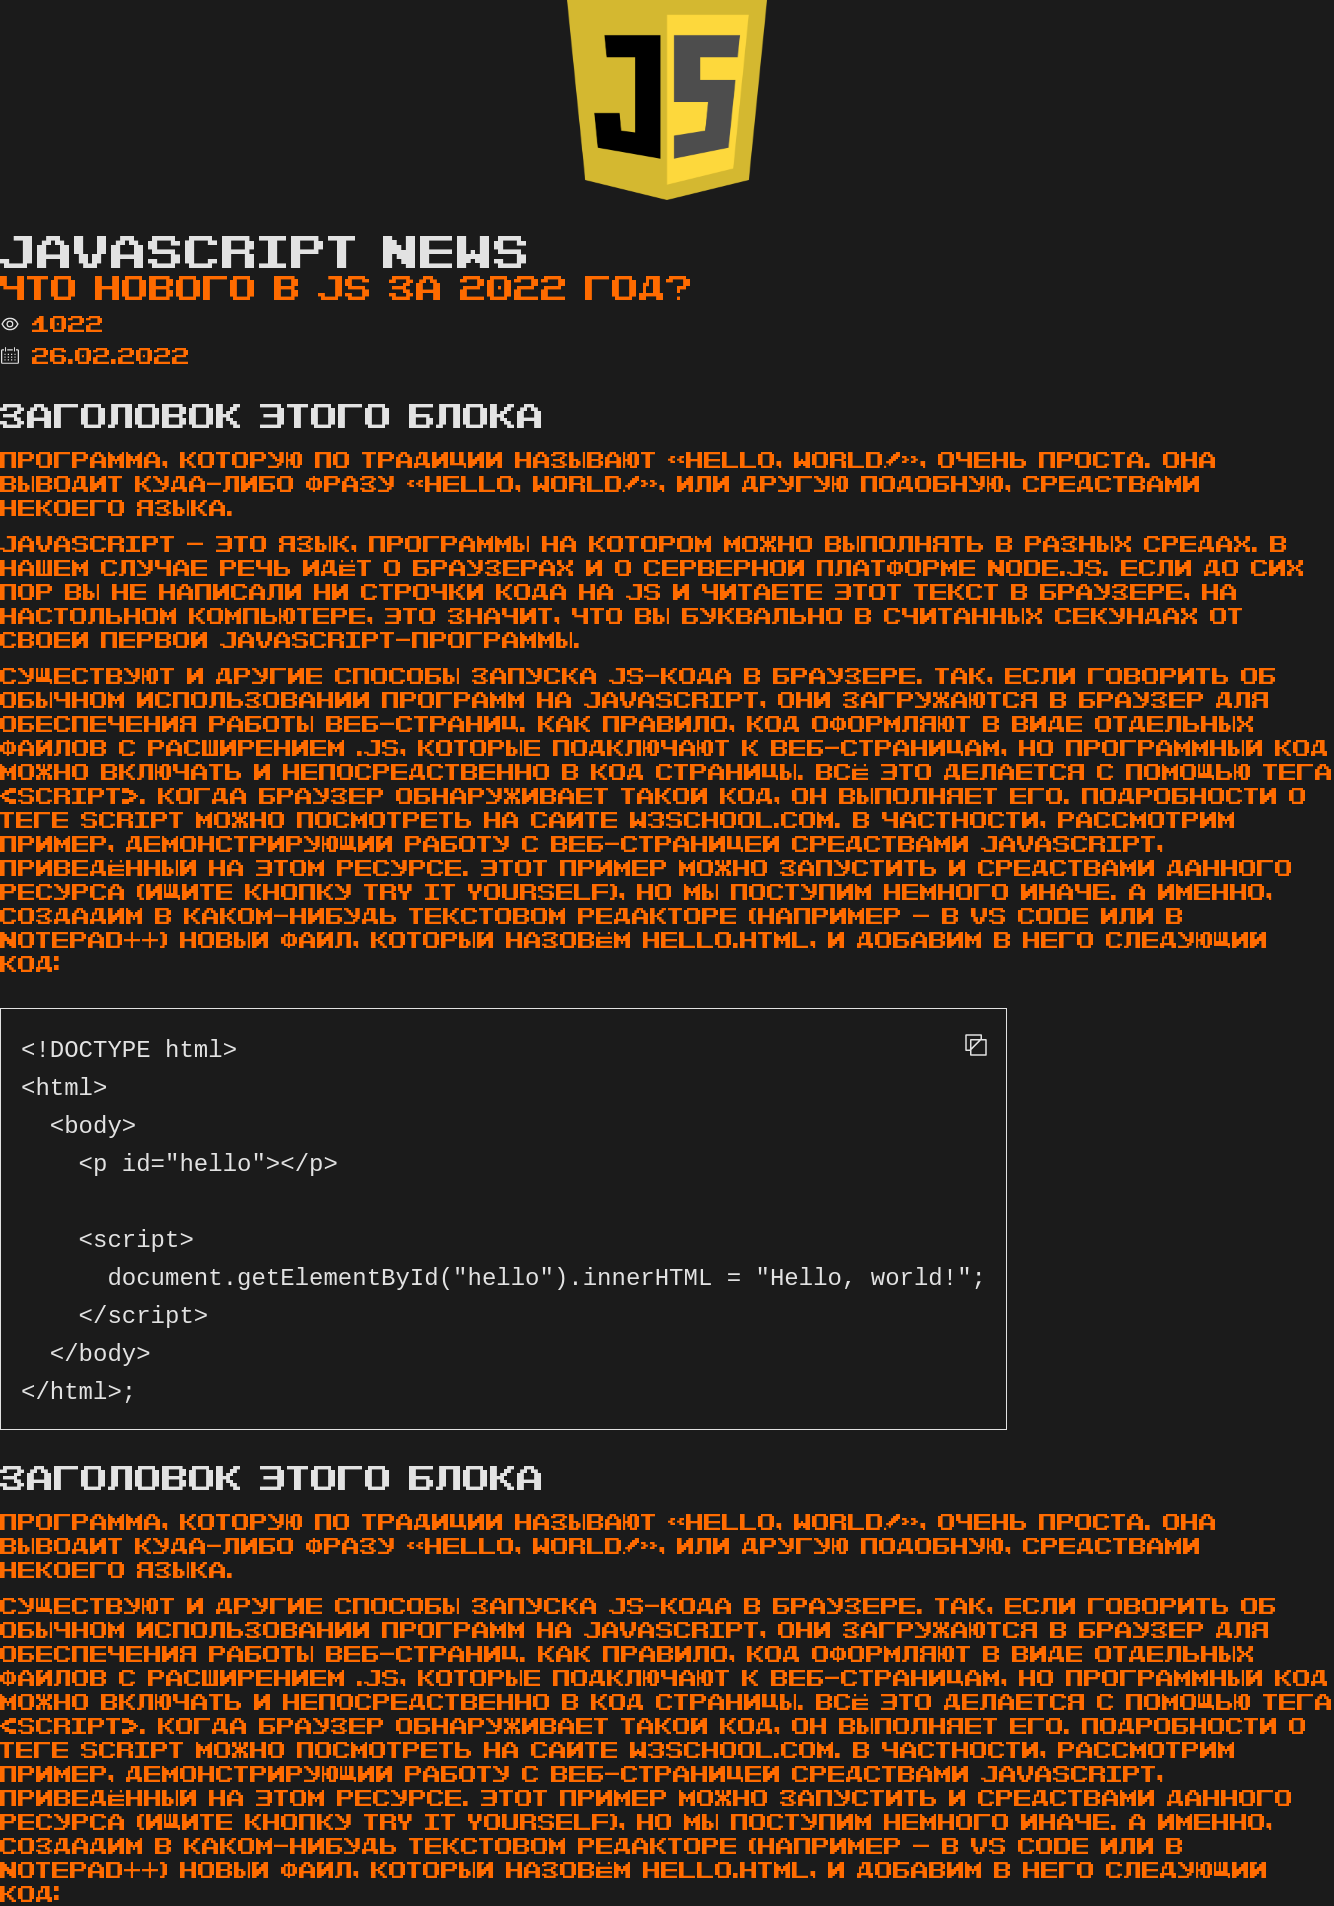 JS
JAVASCRIPT NEWS
ЧТО НОВОГО В JS ЗА 2022 ГОД?
1022
26.02.2022
ЗАГОЛОВОК ЭТОГО БЛОКА
ПРОГРАММА, КОТОРУЮ ПО ТРАДИЦИИ НАЗЫВАЮТ «HELLO, WORLD!», ОЧЕНЬ ПРОСТА. ОНА
ВЫВОДИТ КУДА-ЛИБО ФРАЗУ «HELLO, WORLD!», ИЛИ ДРУГУЮ ПОДОБНУЮ, СРЕДСТВАМИ
НЕКОЕГО ЯЗЫКА.
JAVASCRIPT — ЭТО ЯЗЫК, ПРОГРАММЫ НА КОТОРОМ МОЖНО ВЫПОЛНЯТЬ В РАЗНЫХ СРЕДАХ. В
НАШЕМ СЛУЧАЕ РЕЧЬ ИДЁТ О БРАУЗЕРАХ И О СЕРВЕРНОЙ ПЛАТФОРМЕ NODE.JS. ЕСЛИ ДО СИХ
ПОР ВЫ НЕ НАПИСАЛИ НИ СТРОЧКИ КОДА НА JS И ЧИТАЕТЕ ЭТОТ ТЕКСТ В БРАУЗЕРЕ, НА
НАСТОЛЬНОМ КОМПЬЮТЕРЕ, ЭТО ЗНАЧИТ, ЧТО ВЫ БУКВАЛЬНО В СЧИТАННЫХ СЕКУНДАХ ОТ
СВОЕЙ ПЕРВОЙ JAVASCRIPT-ПРОГРАММЫ.
СУЩЕСТВУЮТ И ДРУГИЕ СПОСОБЫ ЗАПУСКА JS-КОДА В БРАУЗЕРЕ. ТАК, ЕСЛИ ГОВОРИТЬ ОБ
ОБЫЧНОМ ИСПОЛЬЗОВАНИИ ПРОГРАММ НА JAVASCRIPT, ОНИ ЗАГРУЖАЮТСЯ В БРАУЗЕР ДЛЯ
ОБЕСПЕЧЕНИЯ РАБОТЫ ВЕБ-СТРАНИЦ. КАК ПРАВИЛО, КОД ОФОРМЛЯЮТ В ВИДЕ ОТДЕЛЬНЫХ
ФАЙЛОВ С РАСШИРЕНИЕМ .JS, КОТОРЫЕ ПОДКЛЮЧАЮТ К ВЕБ-СТРАНИЦАМ, НО ПРОГРАММНЫЙ КОД
МОЖНО ВКЛЮЧАТЬ И НЕПОСРЕДСТВЕННО В КОД СТРАНИЦЫ. ВСЁ ЭТО ДЕЛАЕТСЯ С ПОМОЩЬЮ ТЕГА
<SCRIPT>. КОГДА БРАУЗЕР ОБНАРУЖИВАЕТ ТАКОЙ КОД, ОН ВЫПОЛНЯЕТ ЕГО. ПОДРОБНОСТИ О
ТЕГЕ SCRIPT МОЖНО ПОСМОТРЕТЬ НА САЙТЕ W3SCHOOL.COM. В ЧАСТНОСТИ, РАССМОТРИМ
ПРИМЕР, ДЕМОНСТРИРУЮЩИЙ РАБОТУ С ВЕБ-СТРАНИЦЕЙ СРЕДСТВАМИ JAVASCRIPT,
ПРИВЕДЁННЫЙ НА ЭТОМ РЕСУРСЕ. ЭТОТ ПРИМЕР МОЖНО ЗАПУСТИТЬ И СРЕДСТВАМИ ДАННОГО
РЕСУРСА (ИЩИТЕ КНОПКУ TRY IT YOURSELF), НО МЫ ПОСТУПИМ НЕМНОГО ИНАЧЕ. А ИМЕННО,
СОЗДАДИМ В КАКОМ-НИБУДЬ ТЕКСТОВОМ РЕДАКТОРЕ (НАПРИМЕР — В VS CODE ИЛИ В
NOTEPAD++) НОВЫЙ ФАЙЛ, КОТОРЫЙ НАЗОВЁМ HELLO.HTML, И ДОБАВИМ В НЕГО СЛЕДУЮЩИЙ
КОД:
<!DOCTYPE html>
<html>
  <body>
    <p id="hello"></p>
    <script>
      document.getElementById("hello").innerHTML = "Hello, world!";
    </script>
  </body>
</html>;
ЗАГОЛОВОК ЭТОГО БЛОКА
ПРОГРАММА, КОТОРУЮ ПО ТРАДИЦИИ НАЗЫВАЮТ «HELLO, WORLD!», ОЧЕНЬ ПРОСТА. ОНА
ВЫВОДИТ КУДА-ЛИБО ФРАЗУ «HELLO, WORLD!», ИЛИ ДРУГУЮ ПОДОБНУЮ, СРЕДСТВАМИ
НЕКОЕГО ЯЗЫКА.
СУЩЕСТВУЮТ И ДРУГИЕ СПОСОБЫ ЗАПУСКА JS-КОДА В БРАУЗЕРЕ. ТАК, ЕСЛИ ГОВОРИТЬ ОБ
ОБЫЧНОМ ИСПОЛЬЗОВАНИИ ПРОГРАММ НА JAVASCRIPT, ОНИ ЗАГРУЖАЮТСЯ В БРАУЗЕР ДЛЯ
ОБЕСПЕЧЕНИЯ РАБОТЫ ВЕБ-СТРАНИЦ. КАК ПРАВИЛО, КОД ОФОРМЛЯЮТ В ВИДЕ ОТДЕЛЬНЫХ
ФАЙЛОВ С РАСШИРЕНИЕМ .JS, КОТОРЫЕ ПОДКЛЮЧАЮТ К ВЕБ-СТРАНИЦАМ, НО ПРОГРАММНЫЙ КОД
МОЖНО ВКЛЮЧАТЬ И НЕПОСРЕДСТВЕННО В КОД СТРАНИЦЫ. ВСЁ ЭТО ДЕЛАЕТСЯ С ПОМОЩЬЮ ТЕГА
<SCRIPT>. КОГДА БРАУЗЕР ОБНАРУЖИВАЕТ ТАКОЙ КОД, ОН ВЫПОЛНЯЕТ ЕГО. ПОДРОБНОСТИ О
ТЕГЕ SCRIPT МОЖНО ПОСМОТРЕТЬ НА САЙТЕ W3SCHOOL.COM. В ЧАСТНОСТИ, РАССМОТРИМ
ПРИМЕР, ДЕМОНСТРИРУЮЩИЙ РАБОТУ С ВЕБ-СТРАНИЦЕЙ СРЕДСТВАМИ JAVASCRIPT,
ПРИВЕДЁННЫЙ НА ЭТОМ РЕСУРСЕ. ЭТОТ ПРИМЕР МОЖНО ЗАПУСТИТЬ И СРЕДСТВАМИ ДАННОГО
РЕСУРСА (ИЩИТЕ КНОПКУ TRY IT YOURSELF), НО МЫ ПОСТУПИМ НЕМНОГО ИНАЧЕ. А ИМЕННО,
СОЗДАДИМ В КАКОМ-НИБУДЬ ТЕКСТОВОМ РЕДАКТОРЕ (НАПРИМЕР — В VS CODE ИЛИ В
NOTEPAD++) НОВЫЙ ФАЙЛ, КОТОРЫЙ НАЗОВЁМ HELLO.HTML, И ДОБАВИМ В НЕГО СЛЕДУЮЩИЙ
КОД: